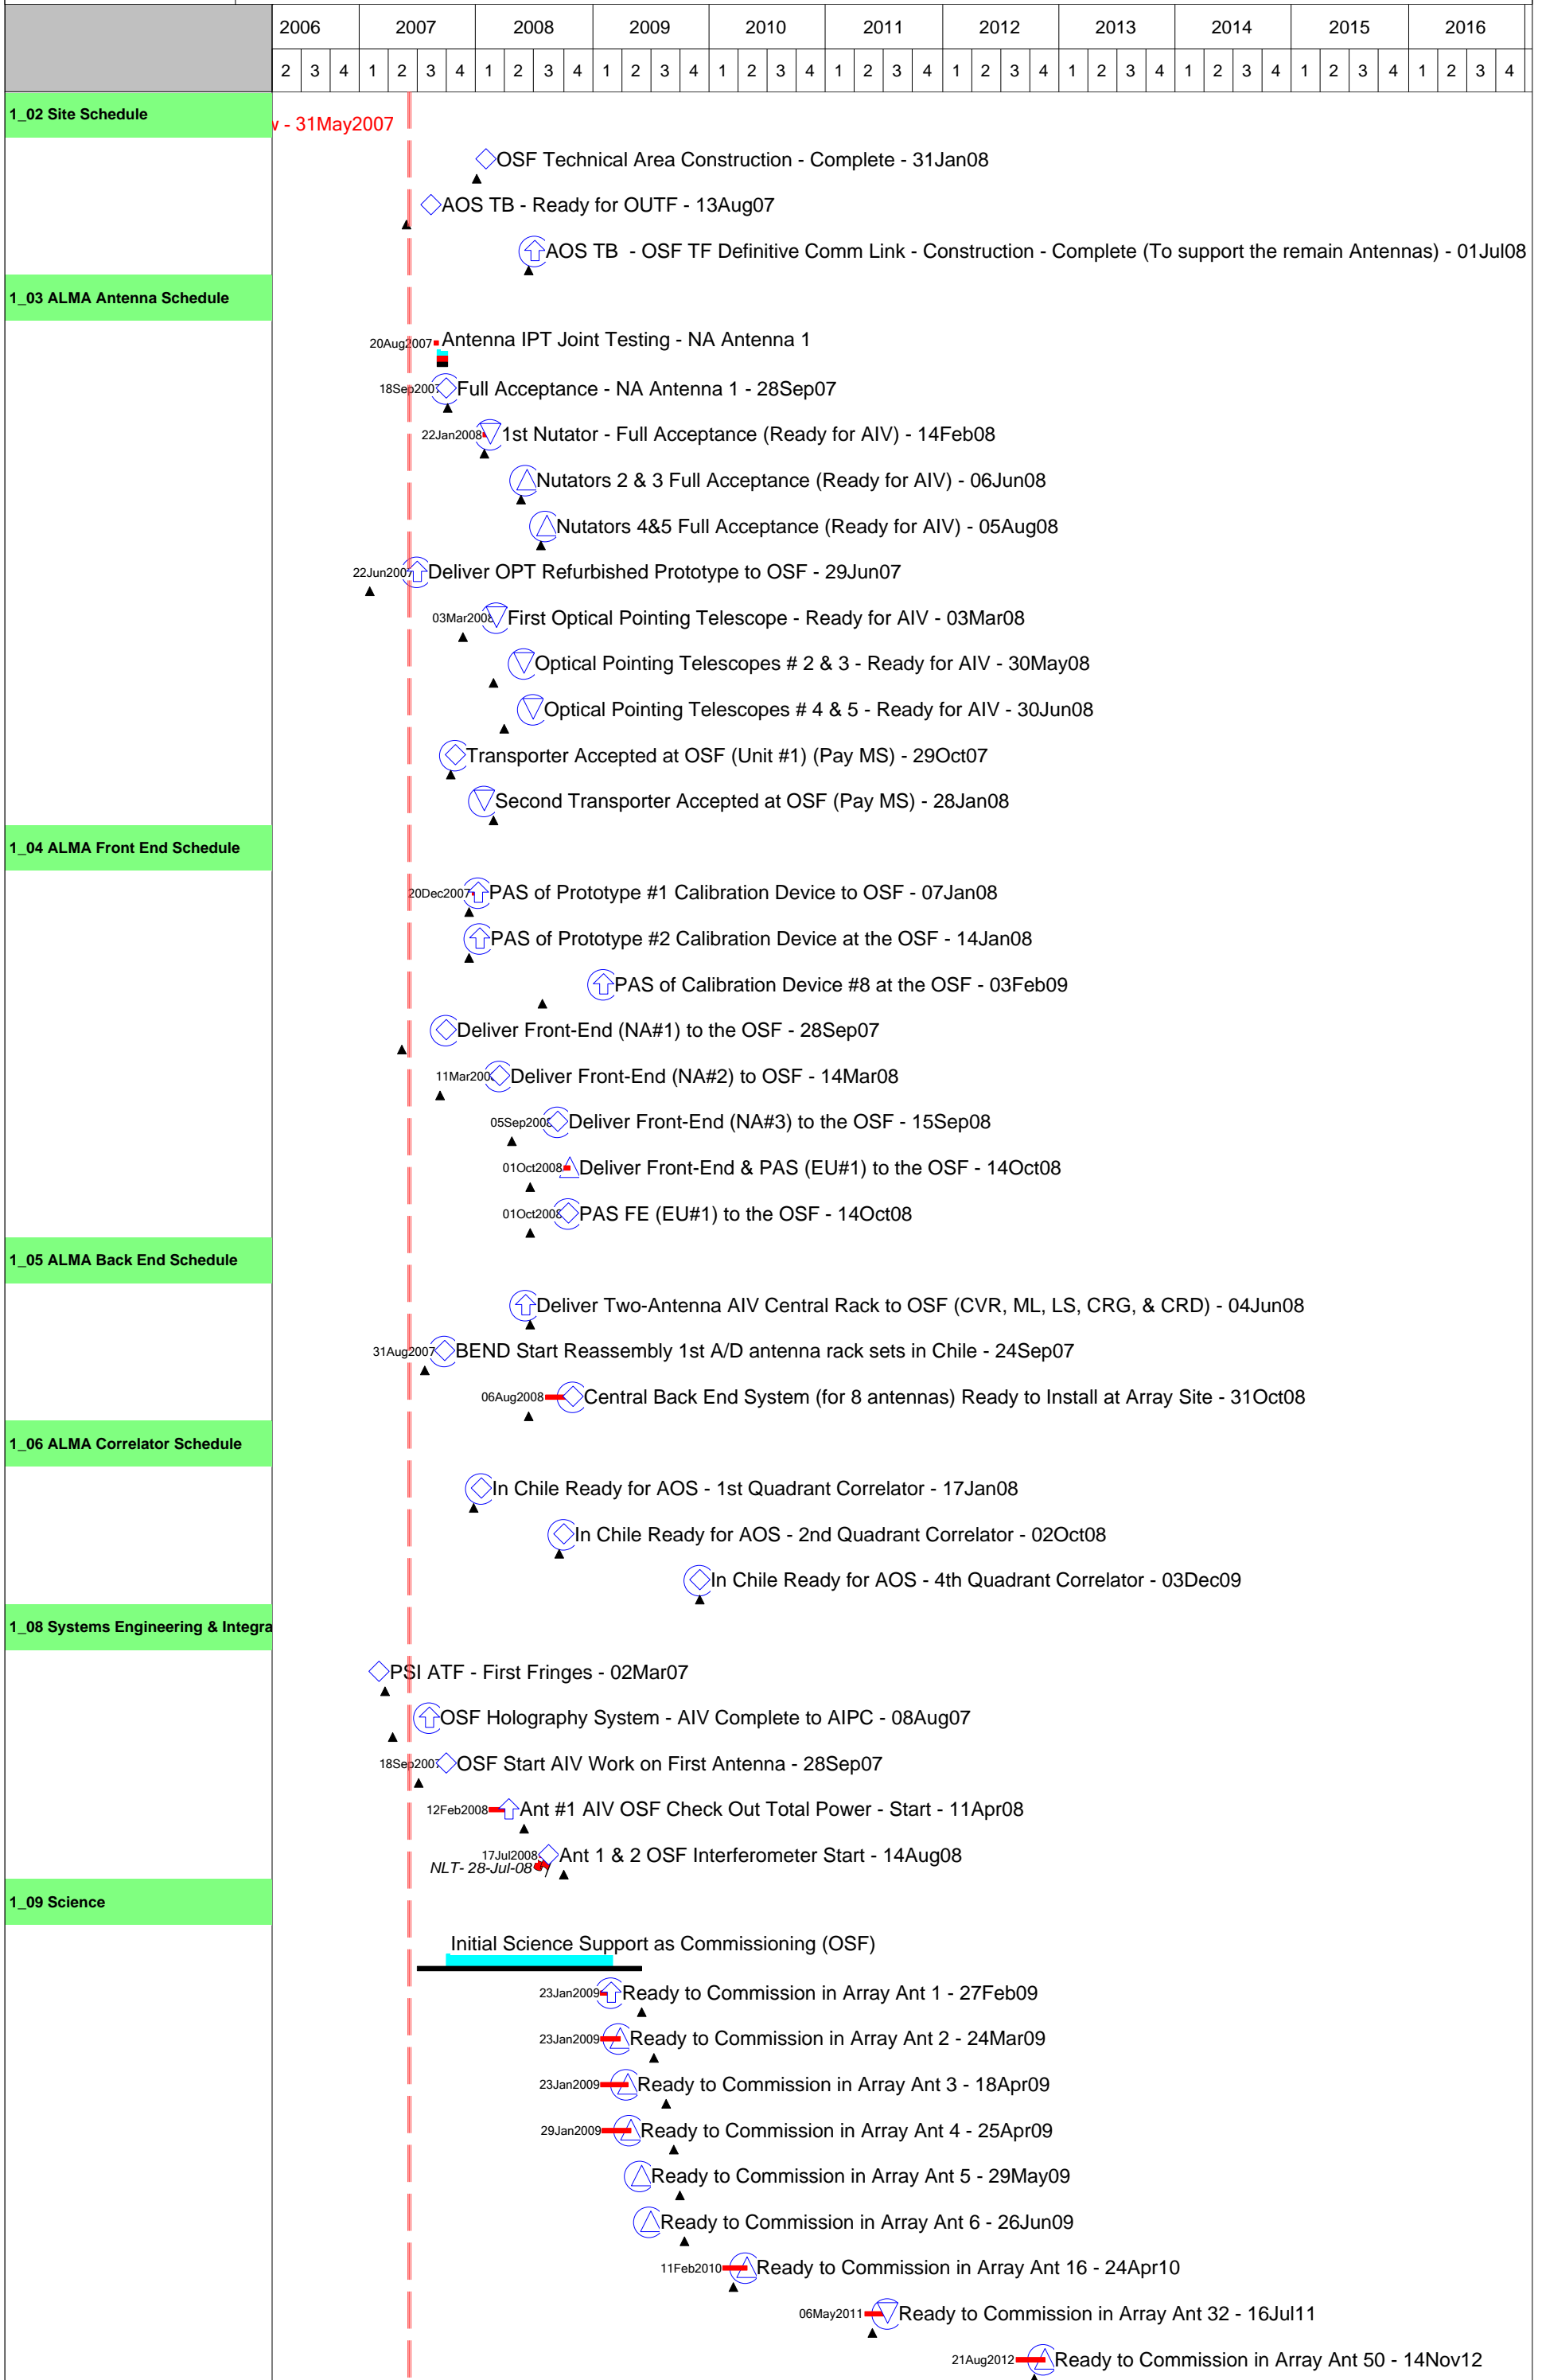 2006 2007 2008 2009 2010 2011 2012 2013 2014 2015 2016
2 3 4 1 2 3 4 1 2 3 4 1 2 3 4 1 2 3 4 1 2 3 4 1 2 3 4 1 2 3 4 1 2 3 4 1 2 3 4 1 2 3 4
1_02 Site Schedule
- 31May2007
OSF Technical Area Construction - Complete - 31Jan08
AOS TB - Ready for OUTF - 13Aug07
AOS TB - OSF TF Definitive Comm Link - Construction - Complete (To support the remain Antennas) - 01Jul08
1_03 ALMA Antenna Schedule
20Aug2007 Antenna IPT Joint Testing - NA Antenna 1
18Sep2007 Full Acceptance - NA Antenna 1 - 28Sep07
22Jan2008 1st Nutator - Full Acceptance (Ready for AIV) - 14Feb08
Nutators 2 & 3 Full Acceptance (Ready for AIV) - 06Jun08
Nutators 4&5 Full Acceptance (Ready for AIV) - 05Aug08
22Jun2007 Deliver OPT Refurbished Prototype to OSF - 29Jun07
03Mar2008 First Optical Pointing Telescope - Ready for AIV - 03Mar08
Optical Pointing Telescopes # 2 & 3 - Ready for AIV - 30May08
Optical Pointing Telescopes # 4 & 5 - Ready for AIV - 30Jun08
Transporter Accepted at OSF (Unit #1) (Pay MS) - 29Oct07
Second Transporter Accepted at OSF (Pay MS) - 28Jan08
1_04 ALMA Front End Schedule
20Dec2007 PAS of Prototype #1 Calibration Device to OSF - 07Jan08
PAS of Prototype #2 Calibration Device at the OSF - 14Jan08
PAS of Calibration Device #8 at the OSF - 03Feb09
Deliver Front-End (NA#1) to the OSF - 28Sep07
11Mar200 Deliver Front-End (NA#2) to OSF - 14Mar08
05Sep2008 Deliver Front-End (NA#3) to the OSF - 15Sep08
01Oct2008 Deliver Front-End & PAS (EU#1) to the OSF - 14Oct08
01Oct2008 PAS FE (EU#1) to the OSF - 14Oct08
1_05 ALMA Back End Schedule
Deliver Two-Antenna AIV Central Rack to OSF (CVR, ML, LS, CRG, & CRD) - 04Jun08
31Aug2007 BEND Start Reassembly 1st A/D antenna rack sets in Chile - 24Sep07
06Aug2008 Central Back End System (for 8 antennas) Ready to Install at Array Site - 31Oct08
1_06 ALMA Correlator Schedule
In Chile Ready for AOS - 1st Quadrant Correlator - 17Jan08
In Chile Ready for AOS - 2nd Quadrant Correlator - 02Oct08
In Chile Ready for AOS - 4th Quadrant Correlator - 03Dec09
1_08 Systems Engineering & Integra
PSI ATF - First Fringes - 02Mar07
OSF Holography System - AIV Complete to AIPC - 08Aug07
18Sep2007 OSF Start AIV Work on First Antenna - 28Sep07
12Feb2008 Ant #1 AIV OSF Check Out Total Power - Start - 11Apr08
17Jul2008 Ant 1 & 2 OSF Interferometer Start - 14Aug08
NLT- 28-Jul-08
1_09 Science
Initial Science Support as Commissioning (OSF)
23Jan2009 Ready to Commission in Array Ant 1 - 27Feb09
23Jan2009 Ready to Commission in Array Ant 2 - 24Mar09
23Jan2009 Ready to Commission in Array Ant 3 - 18Apr09
29Jan2009 Ready to Commission in Array Ant 4 - 25Apr09
Ready to Commission in Array Ant 5 - 29May09
Ready to Commission in Array Ant 6 - 26Jun09
11Feb2010 Ready to Commission in Array Ant 16 - 24Apr10
06May2011 Ready to Commission in Array Ant 32 - 16Jul11
21Aug2012 Ready to Commission in Array Ant 50 - 14Nov12